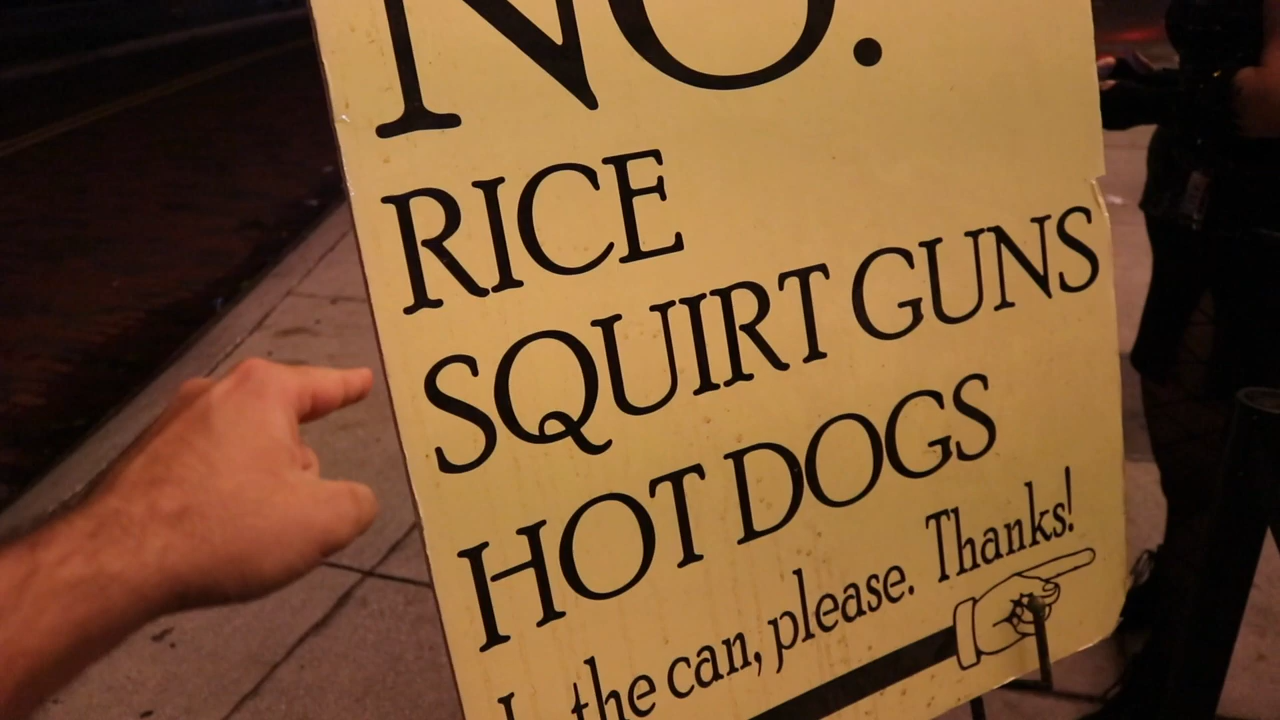 NO.
RICE
SQUIRT GUNS
HOT DOGS
the can, please. Thanks!